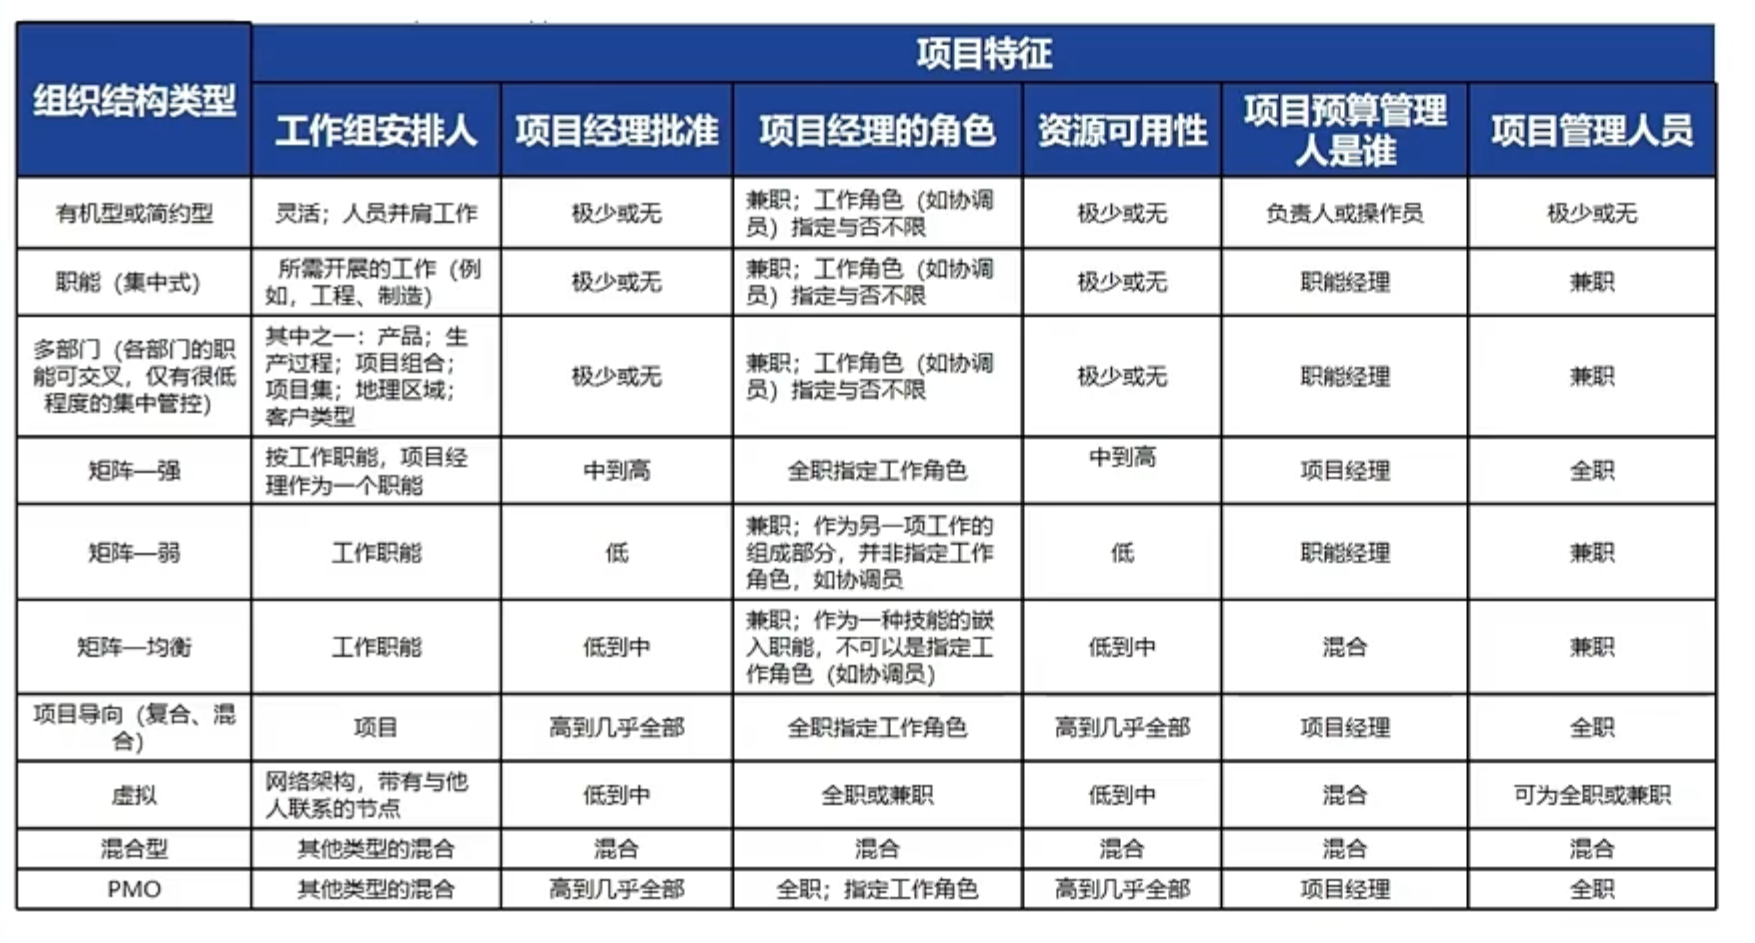 项目特征
组织结构类型
工作组安排人
项目经理批准
项目经理的角色
资源可用性
项目预算管理
人是谁
项目管理人员
有机型或简约型
灵活；人员并肩工作
极少或无
兼职；工作角色（如协调
员）指定与否不限
极少或无
负责人或操作员
极少或无
职能（集中式）
所需开展的工作（例
如，工程、制造）
极少或无
兼职；工作角色（如协调
员）指定与否不限
极少或无
职能经理
兼职
多部门（各部门的职
能可交叉，仅有很低
程度的集中管控）
其中之一：产品；生
产过程；项目组合；
项目集；地理区域；
客户类型
极少或无
兼职；工作角色（如协调
员）指定与否不限
极少或无
职能经理
兼职
矩阵—强
按工作职能，项目经
理作为一个职能
中到高
全职指定工作角色
中到高
项目经理
全职
矩阵—弱
工作职能
低
兼职；作为另一项工作的
组成部分，并非指定工作
角色，如协调员
低
职能经理
兼职
矩阵—均衡
工作职能
低到中
兼职；作为一种技能的嵌
入职能，不可以是指定工
作角色（如协调员）
低到中
混合
兼职
项目导向（复合、混
合）
项目
高到几乎全部
全职指定工作角色
高到几乎全部
项目经理
全职
虚拟
网络架构，带有与他
人联系的节点
低到中
全职或兼职
低到中
混合
可为全职或兼职
混合型
其他类型的混合
混合
混合
混合
混合
混合
PMO
其他类型的混合
高到几乎全部
全职；指定工作角色
高到几乎全部
项目经理
全职